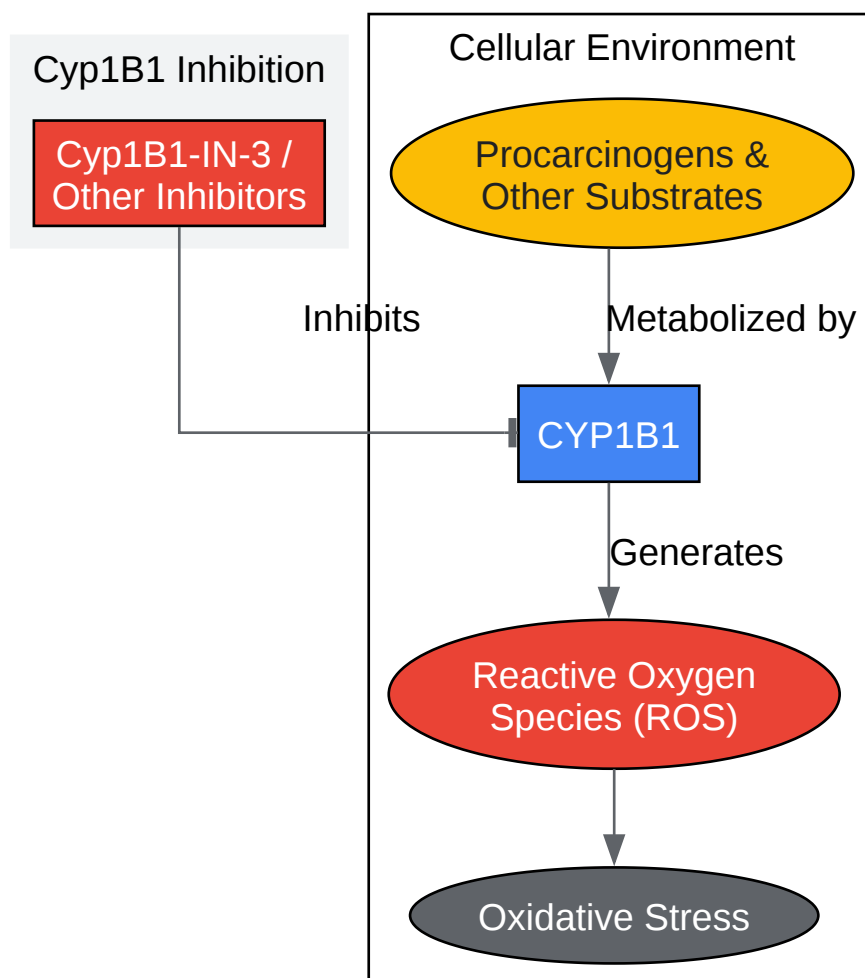 Cyp1B1 Inhibition
Cyp1B1-IN-3 /
Other Inhibitors
Cellular Environment
Procarcinogens &
Other Substrates
Inhibits
Metabolized by
CYP1B1
Generates
Reactive Oxygen
Species (ROS)
Oxidative Stress